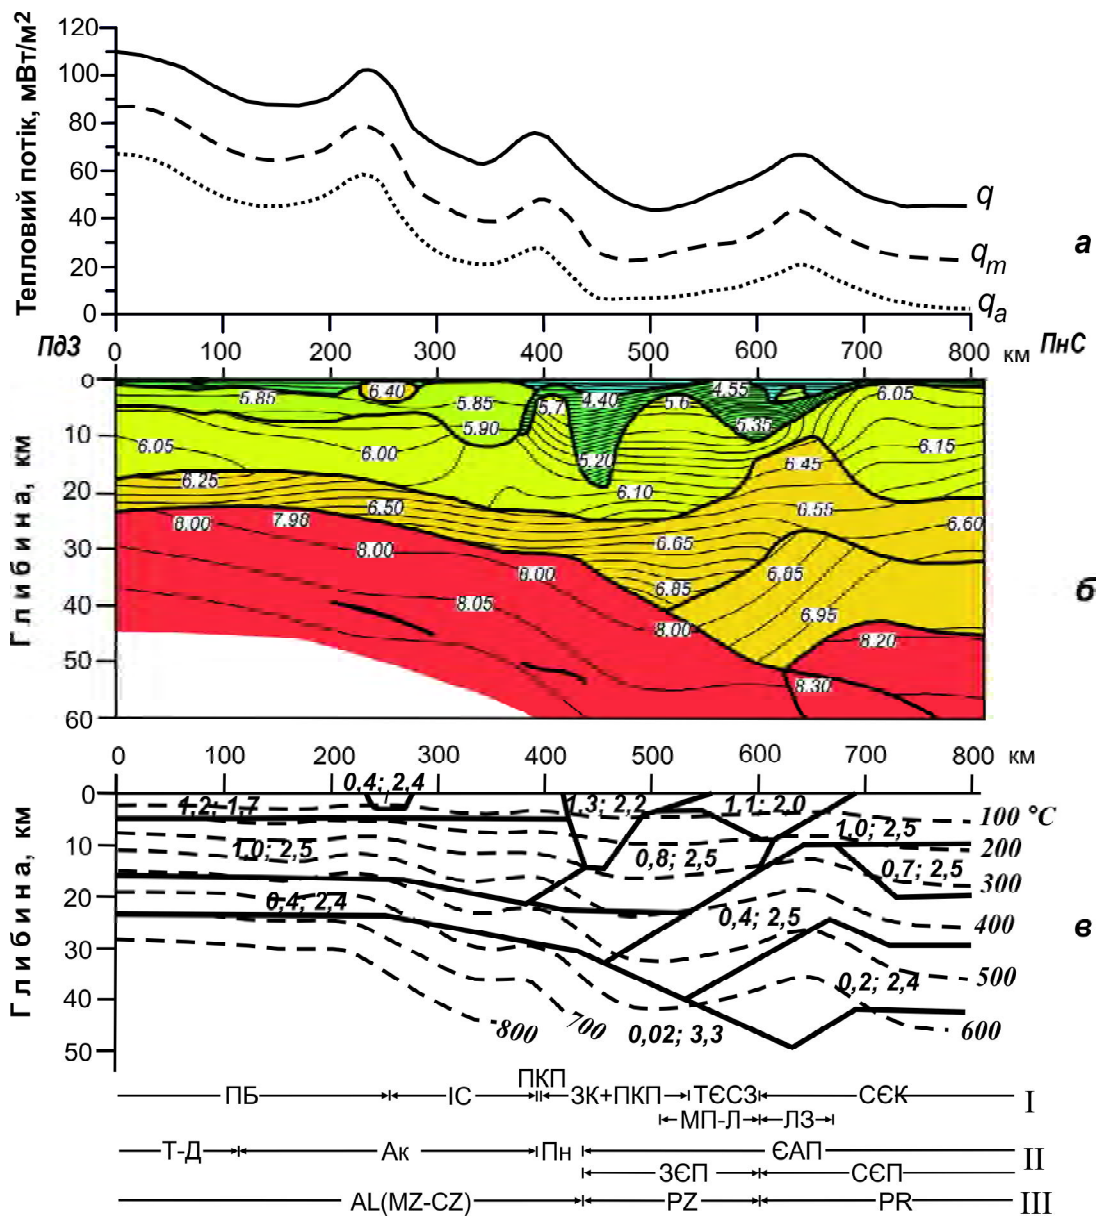 Тепловий потік, мВт/м²
120
100
80
60
40
20
0
q
qm
qa
а
ПдЗ
0 100 200 300 400 500 600 700 800 км
ПнС
Глибина, км
0
10
20
30
40
50
60
5.85 6.40 5.85 5.7 4.40 5.6 4.55 6.05
5.90 5.35
6.05 6.00 5.20 6.15
6.45
6.25 6.10
6.50 6.55
8.00 7.98 6.60
8.00 6.65
8.00 6.85 6.85
8.05 6.95
8.00 8.20
8.30
б
0 100 200 300 400 500 600 700 800 км
Глибина, км
0
10
20
30
40
50
0,4; 2,4
1,2; 1,7 1,3; 2,2 1,1; 2,0 100 °C
1,0; 2,5 1,0; 2,5 200
0,8; 2,5 0,7; 2,5 300
0,4; 2,4 0,4; 2,5 400
500
0,2; 2,4
800 700 0,02; 3,3 600
в
ПКП
ПБ ІС ЗК+ПКП ТЄСЗ СЄК I
МП-Л ЛЗ
Т-Д Ак Пн ЄАП II
ЗЄП СЄП
AL(MZ-CZ) PZ PR III